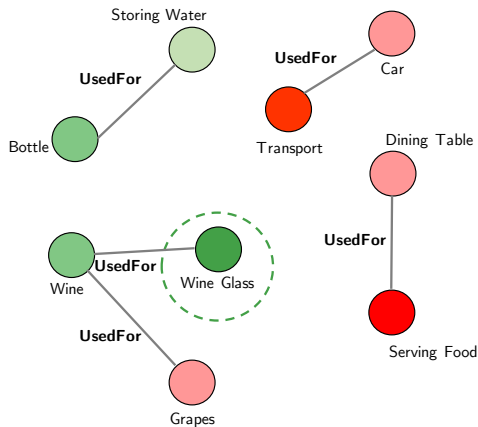 Storing Water
UsedFor
Bottle
UsedFor
Car
Transport
Dining Table
UsedFor
Serving Food
Wine
UsedFor
Wine Glass
UsedFor
Grapes